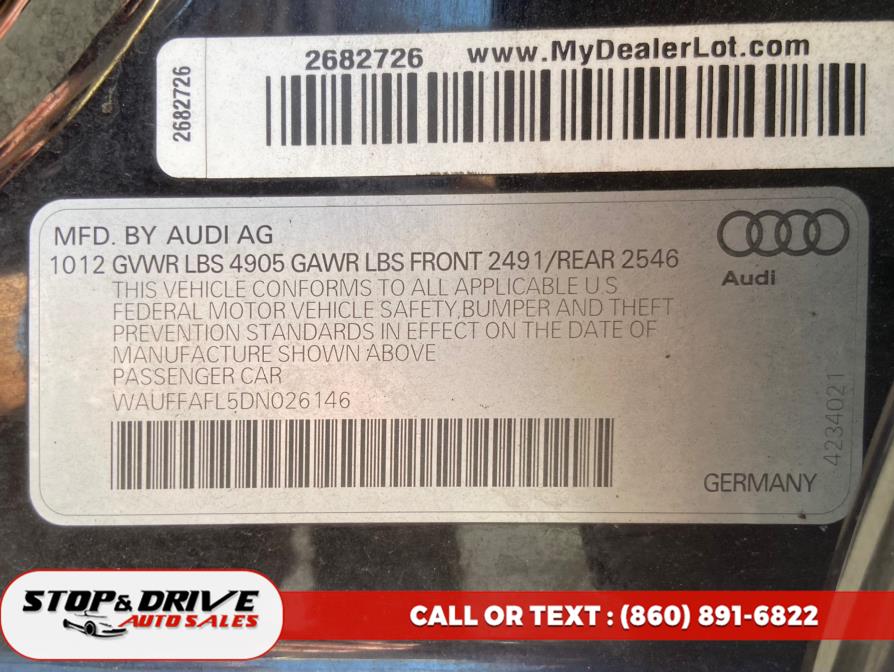 2682726 www.MyDealerLot.com
2682726
MFD. BY AUDI AG
1012 GVWR LBS 4905 GAWR LBS FRONT 2491/REAR 2546
THIS VEHICLE CONFORMS TO ALL APPLICABLE U S
FEDERAL MOTOR VEHICLE SAFETY,BUMPER AND THEFT
PREVENTION STANDARDS IN EFFECT ON THE DATE OF
MANUFACTURE SHOWN ABOVE
PASSENGER CAR
WAUFFAFL5DN026146
Audi
4234021
GERMANY
STOP & DRIVE
AUTO SALES
CALL OR TEXT : (860) 891-6822